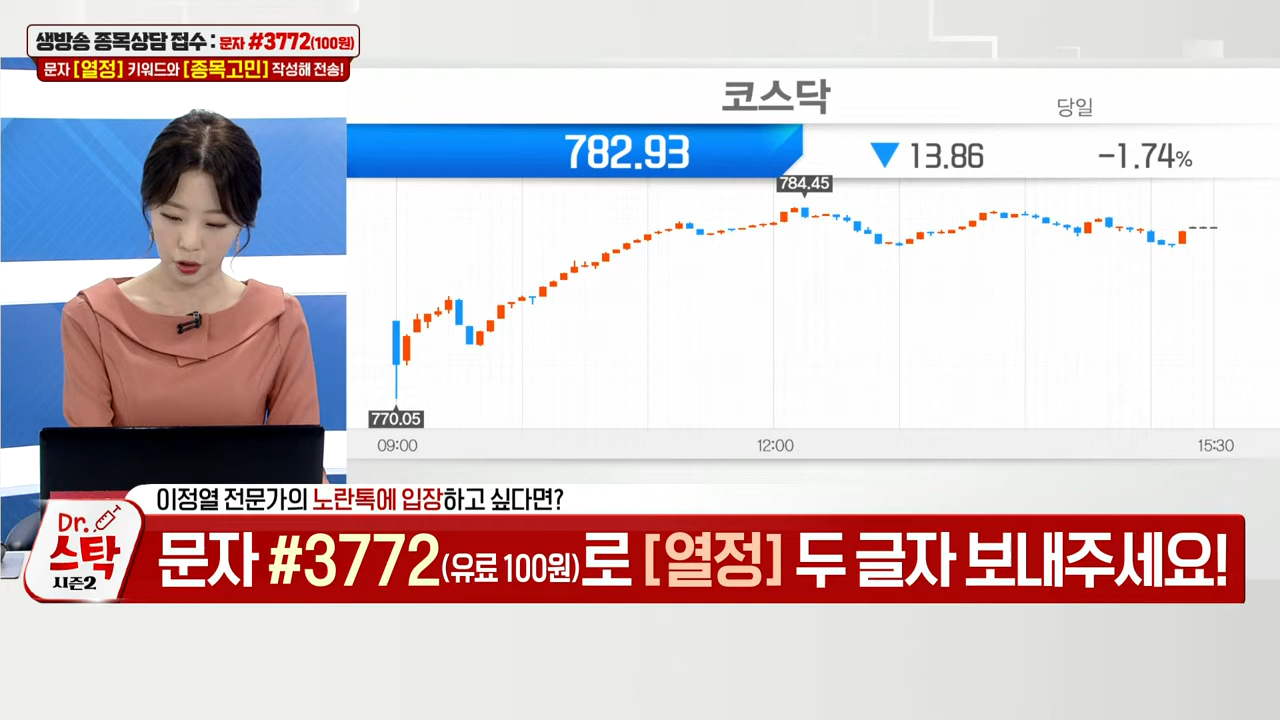 생방송 종목상담 접수 : 문자 #3772(100원)
문자 [열정] 키워드와 [종목고민] 작성해 전송!
코스닥
당일
782.93
▼ 13.86
-1.74%
784.45
770.05
09:00
12:00
15:30
이정열 전문가의 노란톡에 입장하고 싶다면?
Dr.
스탁
시즌2
문자 #3772(유료 100원)로 [열정] 두 글자 보내주세요!